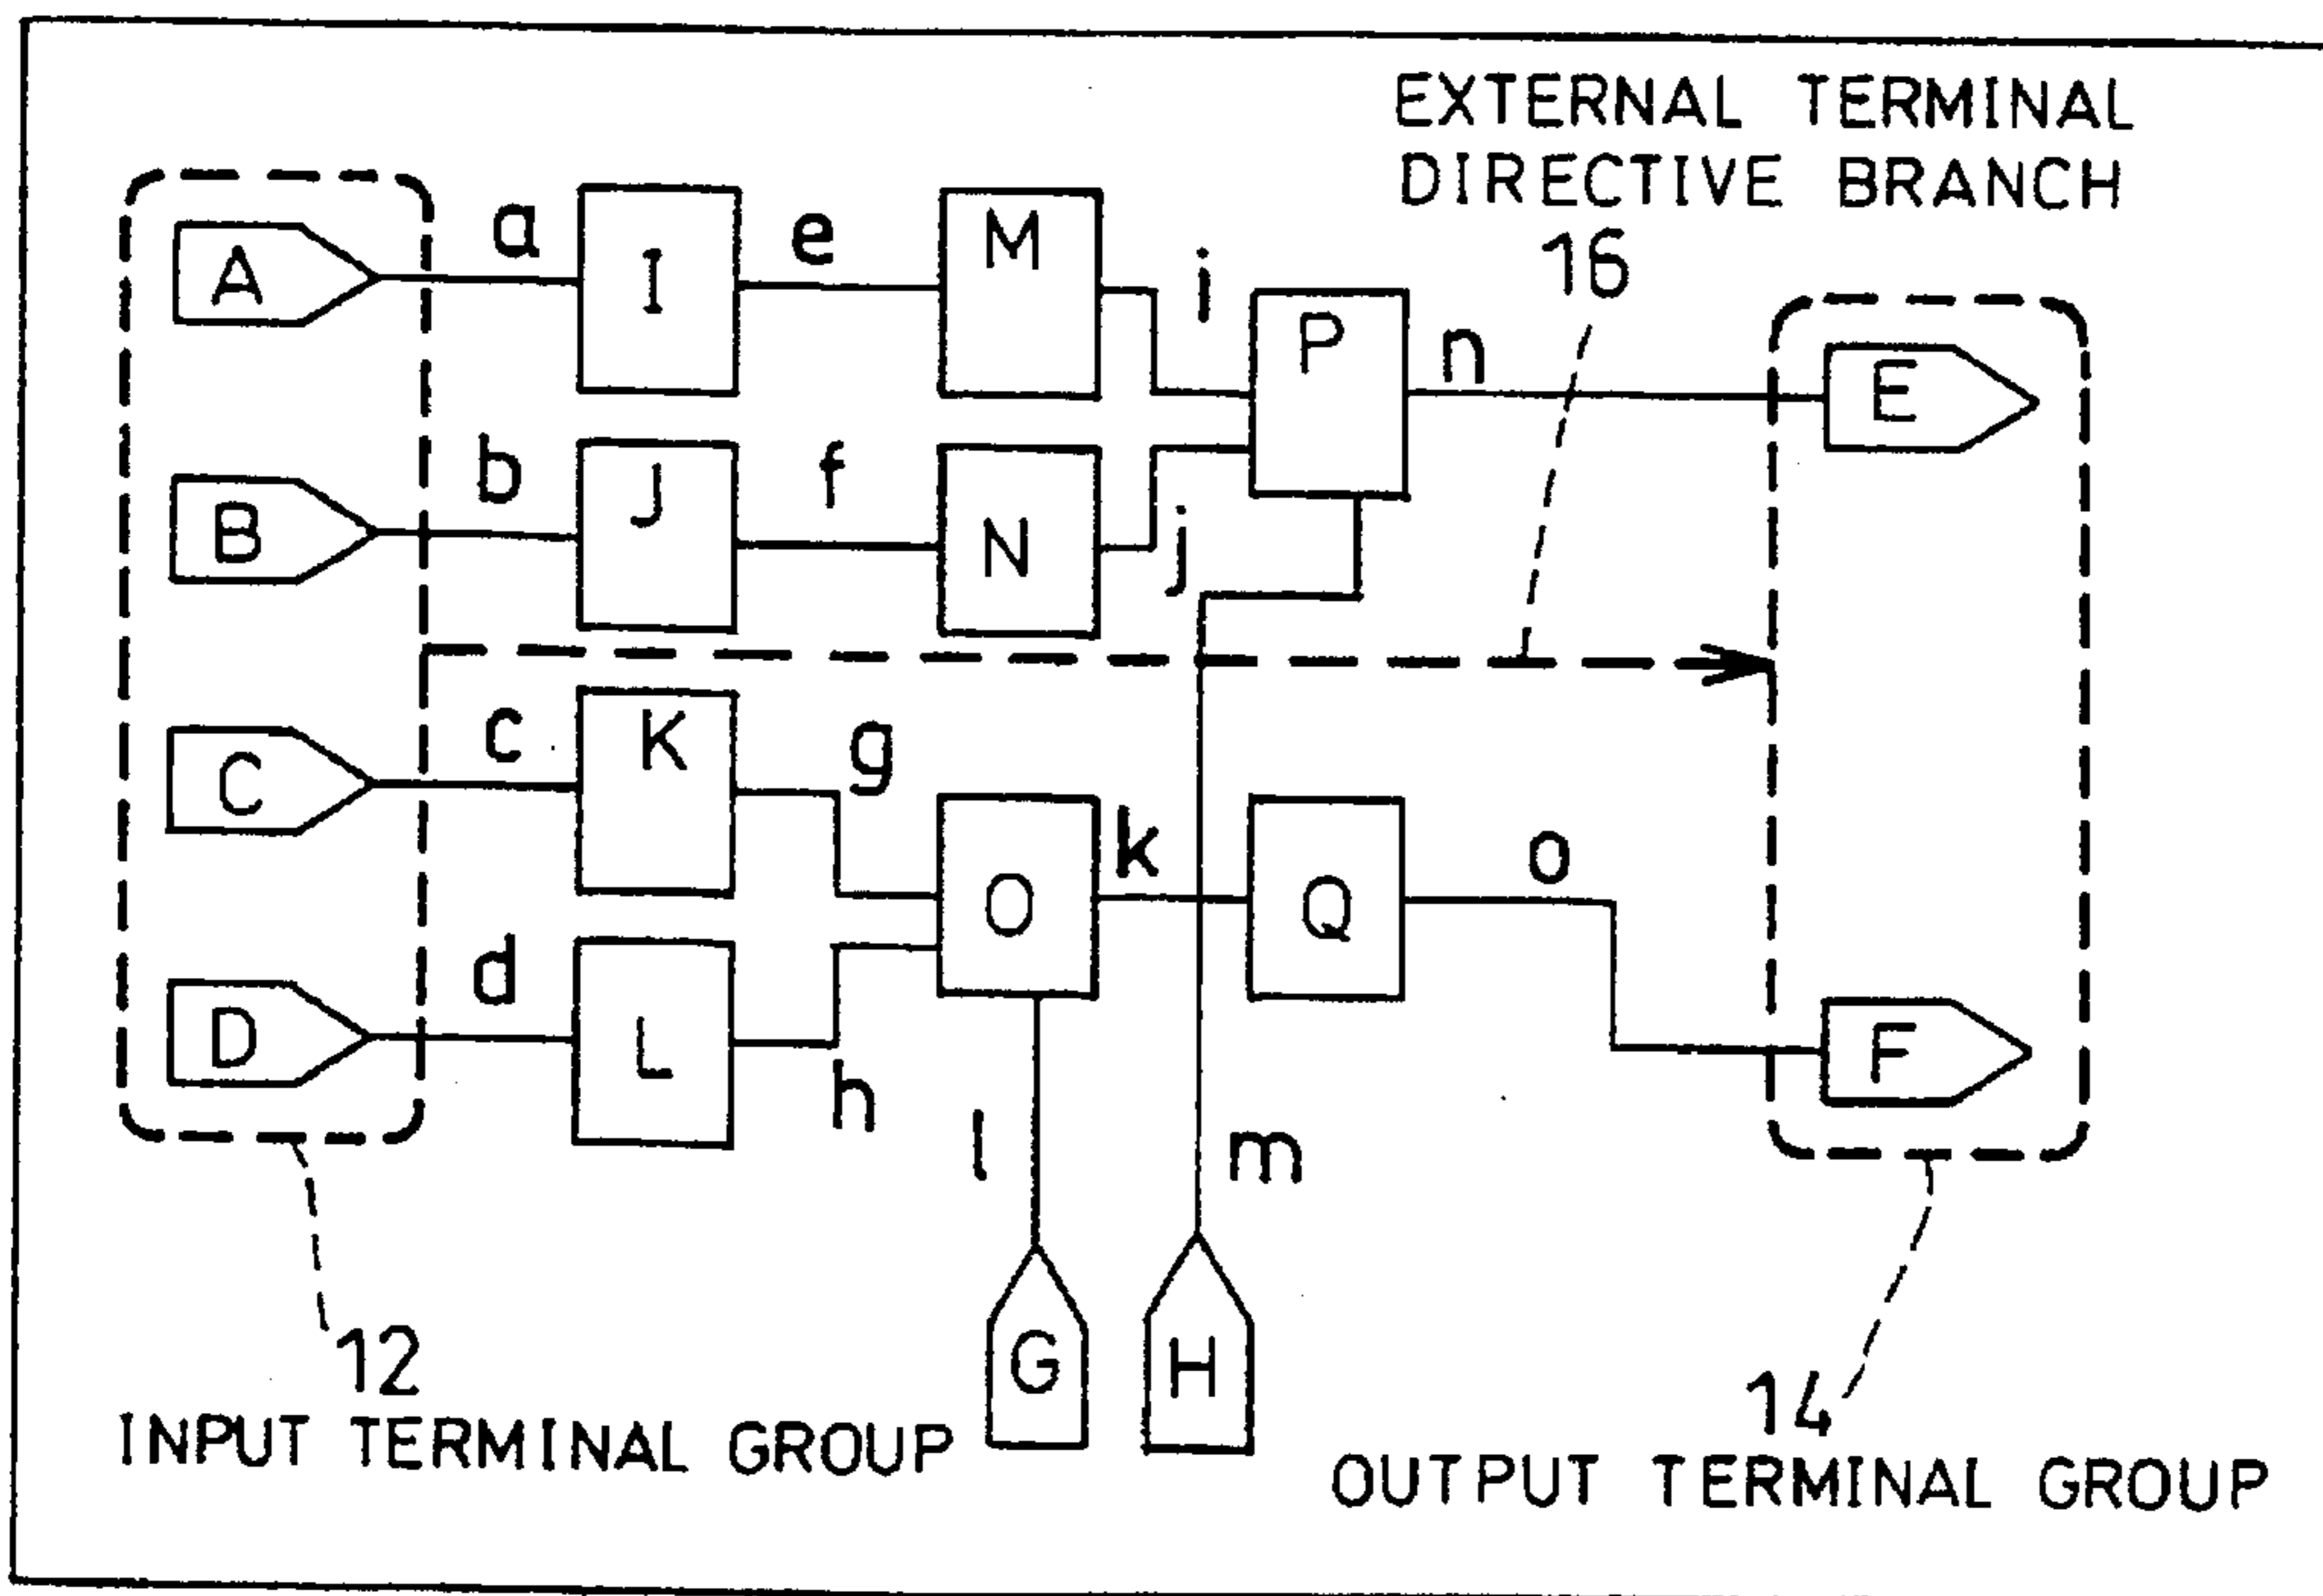 EXTERNAL TERMINAL
DIRECTIVE BRANCH
16
A
a
I
e
M
i
P
n
E
B
b
J
f
N
j
C
c
K
g
O
k
Q
o
D
d
L
h
l
m
F
G
H
12
INPUT TERMINAL GROUP
14
OUTPUT TERMINAL GROUP